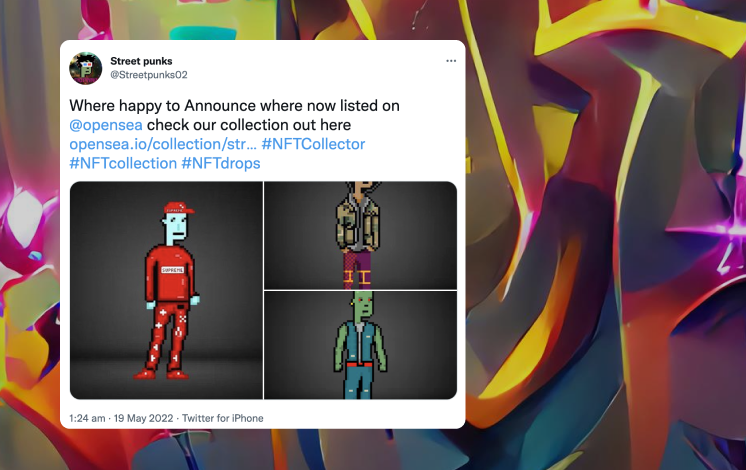 Street punks
@Streetpunks02
Where happy to Announce where now listed on
@opensea check our collection out here
opensea.io/collection/str... #NFTCollector
#NFTcollection #NFTdrops
1:24 am · 19 May 2022 · Twitter for iPhone